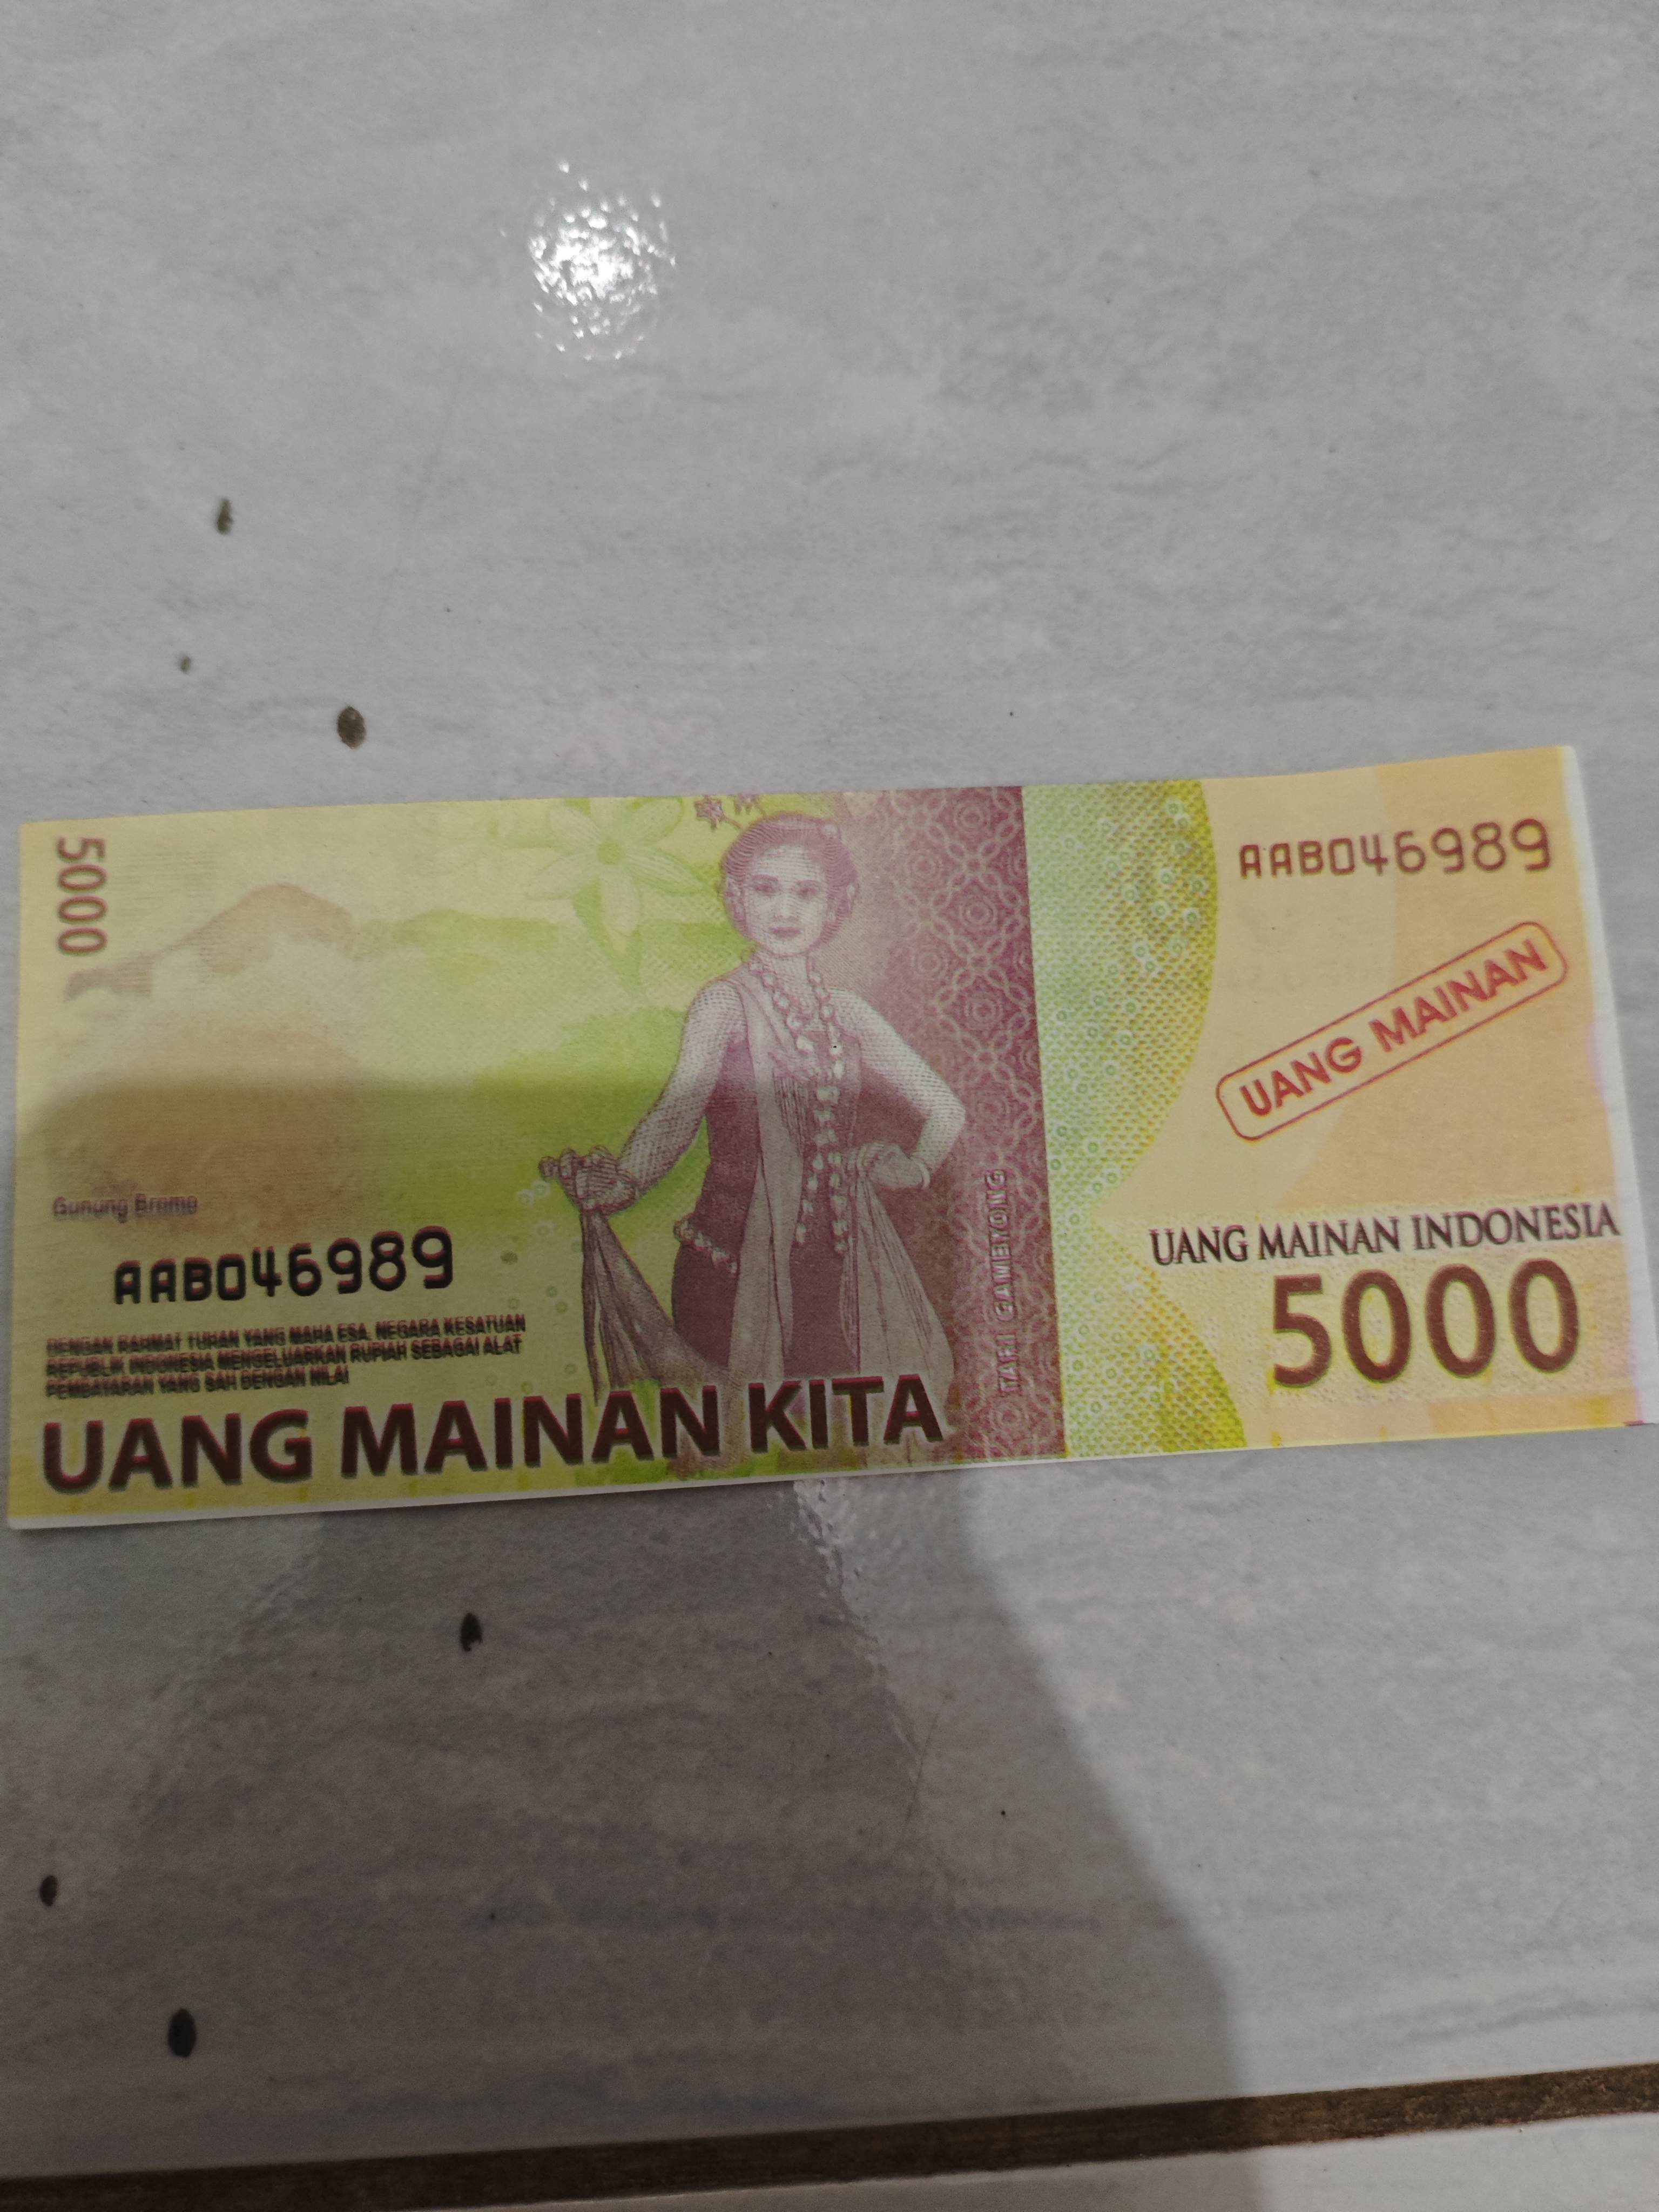 5000
AAB046989
UANG MAINAN
Gunung Bromo
AAB046989
DENGAN RAHMAT TUHAN YANG MAHA ESA, NEGARA KESATUAN
REPUBLIK INDONESIA MENGELUARKAN RUPIAH SEBAGAI ALAT
PEMBAYARAN YANG SAH DENGAN NILAI
UANG MAINAN KITA
TARI GAMBYONG
UANG MAINAN INDONESIA
5000